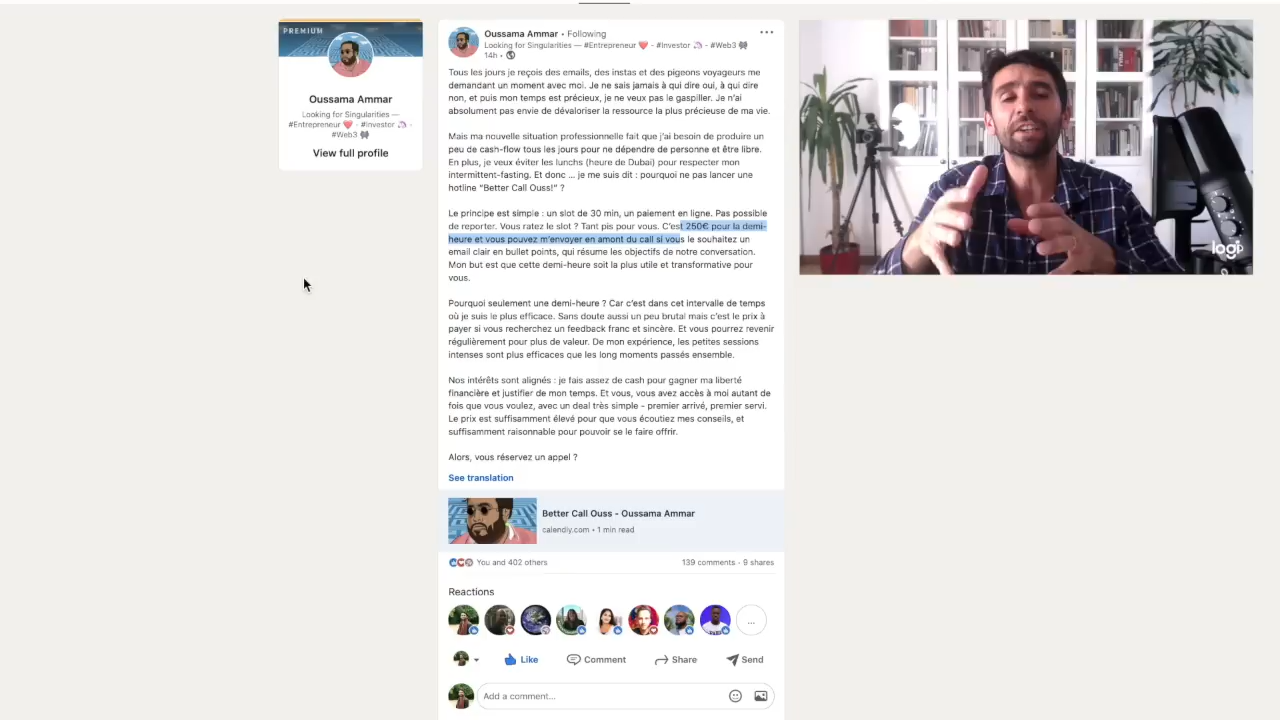 PREMIUM
Oussama Ammar
Looking for Singularities —
#Entrepreneur ❤️ - #Investor 🦄 -
#Web3 👾
View full profile
Oussama Ammar • Following
Looking for Singularities — #Entrepreneur ❤️ - #Investor 🦄 - #Web3 👾
14h •
Tous les jours je reçois des emails, des instas et des pigeons voyageurs me
demandant un moment avec moi. Je ne sais jamais à qui dire oui, à qui dire
non, et puis mon temps est précieux, je ne veux pas le gaspiller. Je n'ai
absolument pas envie de dévaloriser la ressource la plus précieuse de ma vie.
Mais ma nouvelle situation professionnelle fait que j'ai besoin de produire un
peu de cash-flow tous les jours pour ne dépendre de personne et être libre.
En plus, je veux éviter les lunchs (heure de Dubai) pour respecter mon
intermittent-fasting. Et donc ... je me suis dit : pourquoi ne pas lancer une
hotline "Better Call Ouss!" ?
Le principe est simple : un slot de 30 min, un paiement en ligne. Pas possible
de reporter. Vous ratez le slot ? Tant pis pour vous. C'est 250€ pour la demi-
heure et vous pouvez m'envoyer en amont du call si vous le souhaitez un
email clair en bullet points, qui résume les objectifs de notre conversation.
Mon but est que cette demi-heure soit la plus utile et transformative pour
vous.
Pourquoi seulement une demi-heure ? Car c'est dans cet intervalle de temps
où je suis le plus efficace. Sans doute aussi un peu brutal mais c'est le prix à
payer si vous recherchez un feedback franc et sincère. Et vous pourrez revenir
régulièrement pour plus de valeur. De mon expérience, les petites sessions
intenses sont plus efficaces que les long moments passés ensemble.
Nos intérêts sont alignés : je fais assez de cash pour gagner ma liberté
financière et justifier de mon temps. Et vous, vous avez accès à moi autant de
fois que vous voulez, avec un deal très simple - premier arrivé, premier servi.
Le prix est suffisamment élevé pour que vous écoutiez mes conseils, et
suffisamment raisonnable pour pouvoir se le faire offrir.
Alors, vous réservez un appel ?
See translation
Better Call Ouss - Oussama Ammar
calendly.com • 1 min read
You and 402 others
139 comments • 9 shares
Reactions
...
Like
Comment
Share
Send
Add a comment...
logi